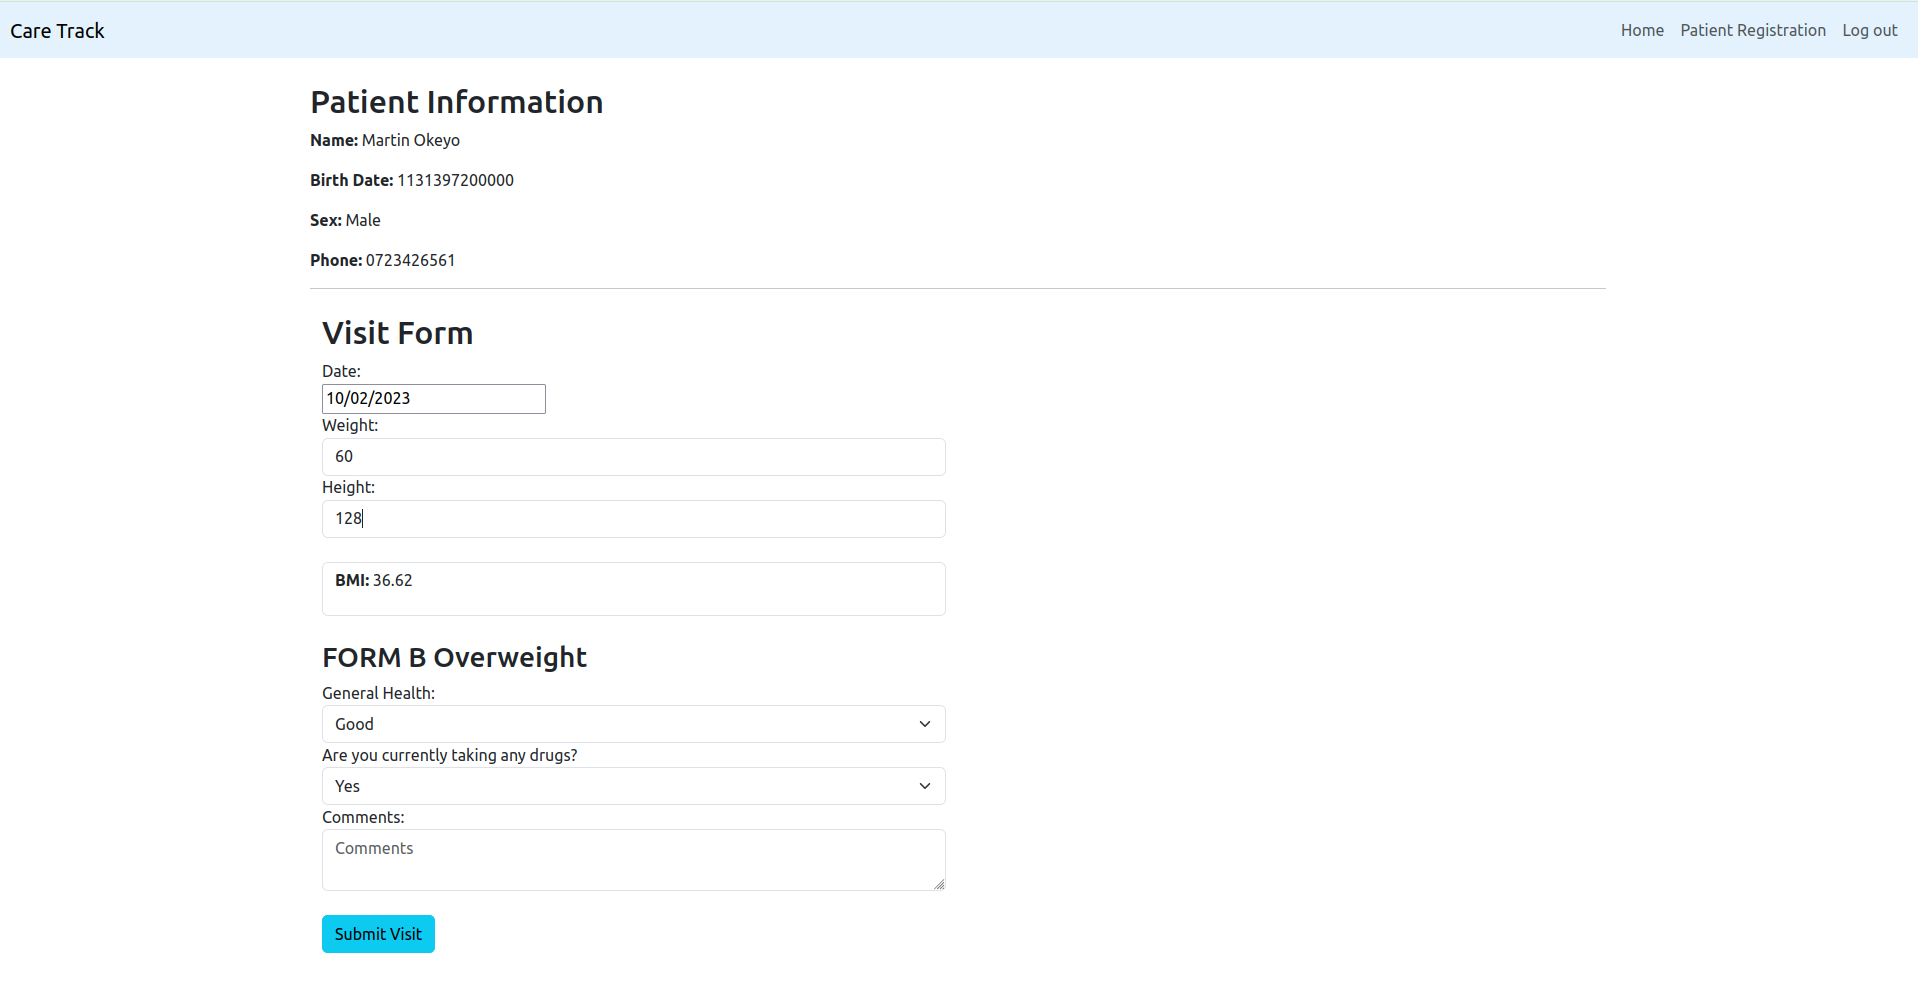 Care Track
Home Patient Registration Log out
Patient Information
Name: Martin Okeyo
Birth Date: 1131397200000
Sex: Male
Phone: 0723426561
Visit Form
Date:
10/02/2023
Weight:
60
Height:
128
BMI: 36.62
FORM B Overweight
General Health:
Good
Are you currently taking any drugs?
Yes
Comments:
Comments
Submit Visit